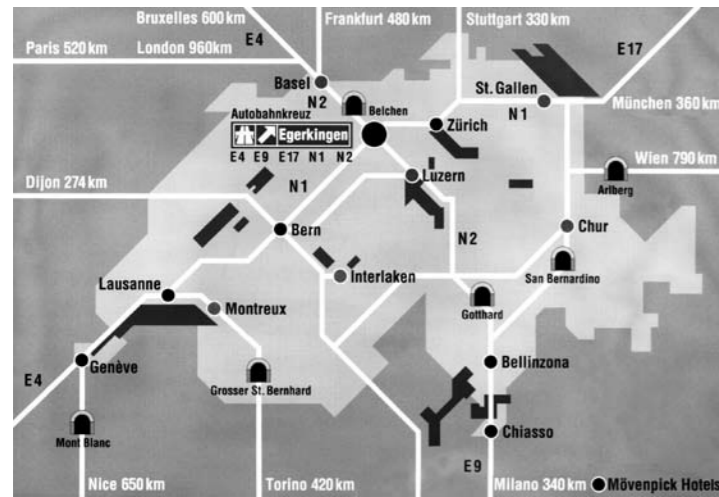 Bruxelles 600 km
Frankfurt 480 km
Stuttgart 330 km
E4
Paris 520 km
London 960 km
E17
Basel
N2
St. Gallen
München 360 km
Autobahnkreuz
Belchen
N1
Egerkingen
Zürich
E4 E9 E17 N1 N2
Wien 790 km
Arlberg
Luzern
Dijon 274 km
N1
Bern
N2
Chur
Interlaken
San Bernardino
Lausanne
Montreux
Gotthard
Genève
Bellinzona
E4
Grosser St. Bernhard
Mont Blanc
Chiasso
E9
Nice 650 km
Torino 420 km
Milano 340 km
Mövenpick Hotels